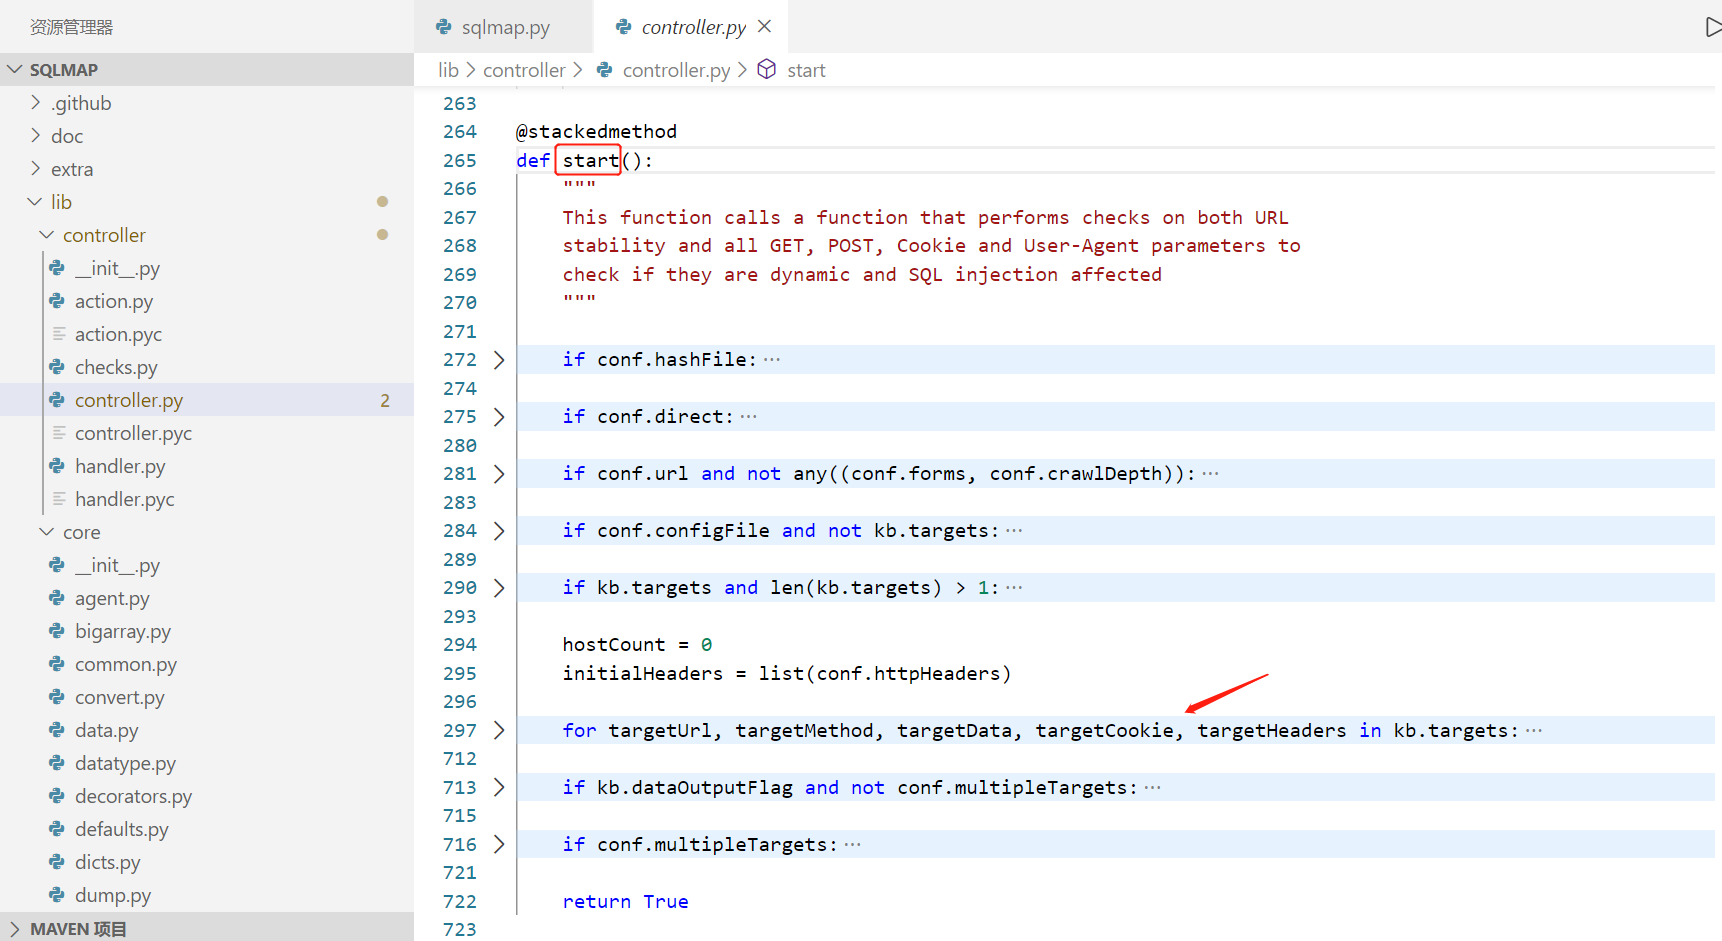 资源管理器
SQLMAP
.github
doc
extra
lib
controller
__init__.py
action.py
action.pyc
checks.py
controller.py 2
controller.pyc
handler.py
handler.pyc
core
__init__.py
agent.py
bigarray.py
common.py
convert.py
data.py
datatype.py
decorators.py
defaults.py
dicts.py
dump.py
MAVEN 项目
sqlmap.py controller.py
lib controller controller.py start
263
264 @stackedmethod
265 def start():
266 """
267 This function calls a function that performs checks on both URL
268 stability and all GET, POST, Cookie and User-Agent parameters to
269 check if they are dynamic and SQL injection affected
270 """
271
272 if conf.hashFile:···
274
275 if conf.direct:···
280
281 if conf.url and not any((conf.forms, conf.crawlDepth)):···
283
284 if conf.configFile and not kb.targets:···
289
290 if kb.targets and len(kb.targets) > 1:···
293
294 hostCount = 0
295 initialHeaders = list(conf.httpHeaders)
296
297 for targetUrl, targetMethod, targetData, targetCookie, targetHeaders in kb.targets:···
712
713 if kb.dataOutputFlag and not conf.multipleTargets:···
715
716 if conf.multipleTargets:···
721
722 return True
723